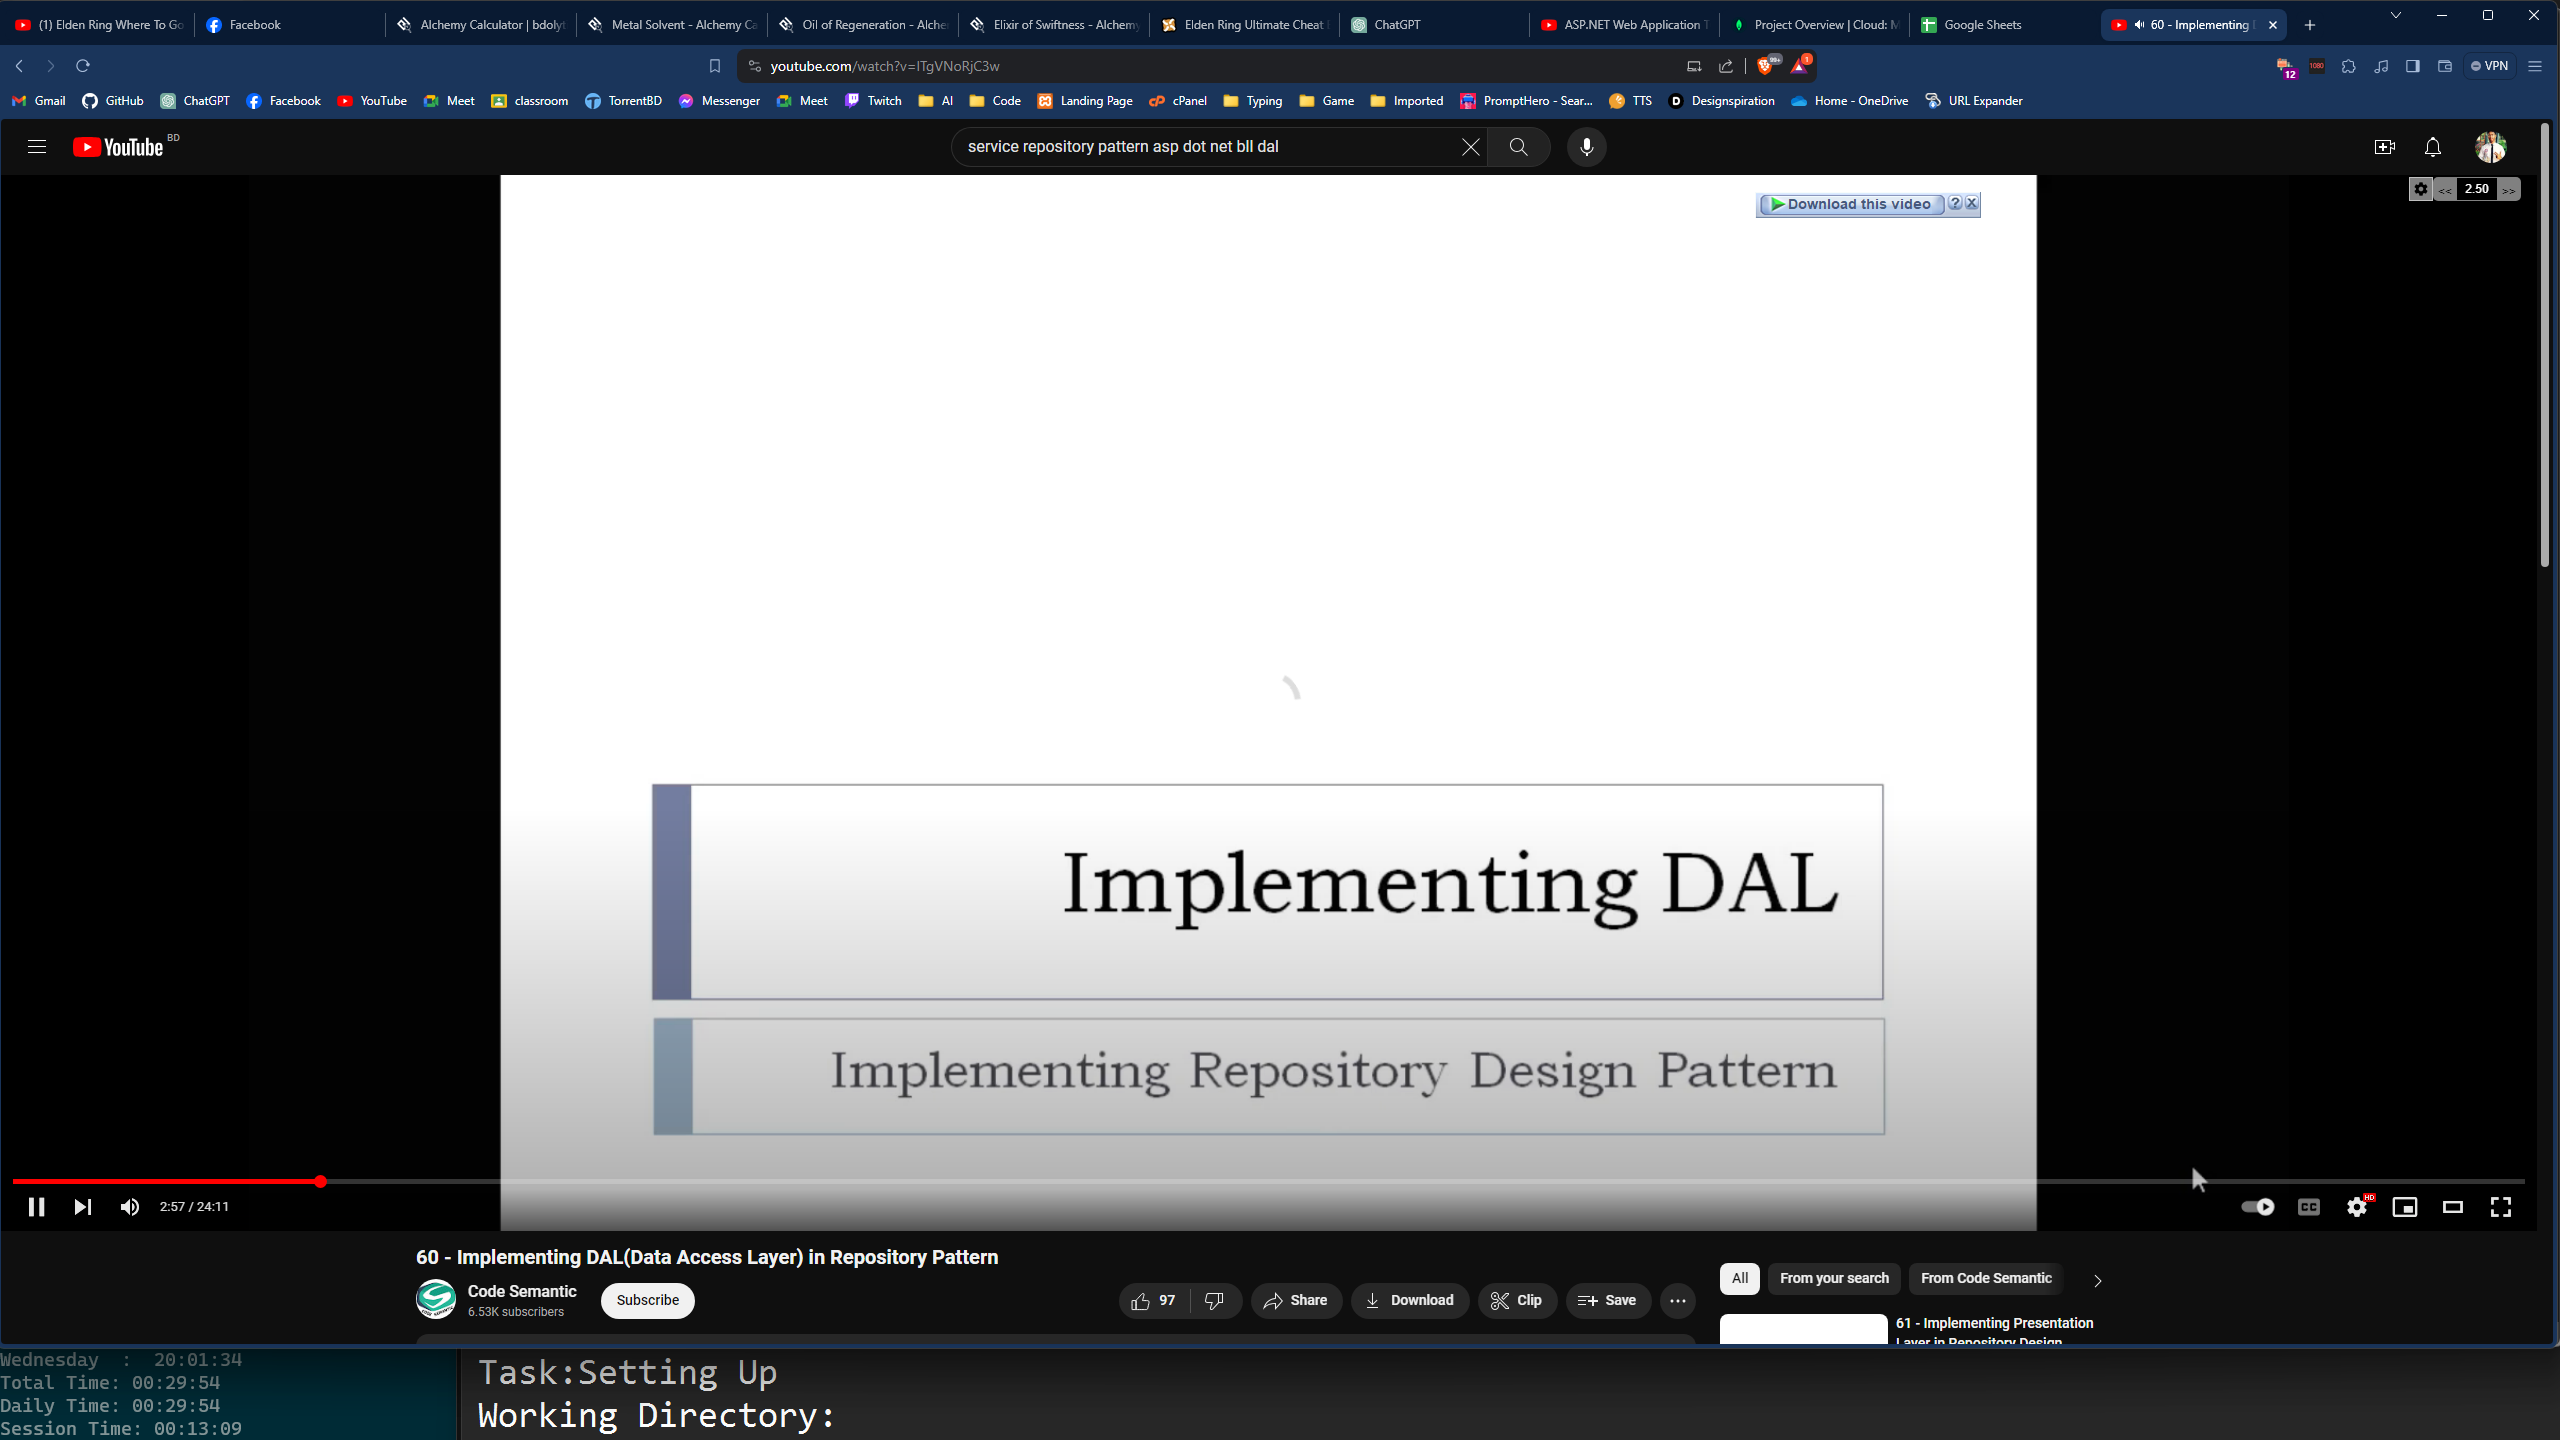 (1) Elden Ring Where To Go
Facebook
Alchemy Calculator | bdolyt
Metal Solvent - Alchemy Ca
Oil of Regeneration - Alche
Elixir of Swiftness - Alchemy
Elden Ring Ultimate Cheat
ChatGPT
ASP.NET Web Application T
Project Overview | Cloud: M
Google Sheets
60 - Implementing
youtube.com/watch?v=ITgVNoRjC3w
99+
1
12
1080
VPN
Gmail
GitHub
ChatGPT
Facebook
YouTube
Meet
classroom
TorrentBD
Messenger
Meet
Twitch
AI
Code
Landing Page
cPanel
Typing
Game
Imported
PromptHero - Sear...
TTS
Designspiration
Home - OneDrive
URL Expander
YouTube BD
service repository pattern asp dot net bll dal
Download this video ? X
<< 2.50 >>
Implementing DAL
Implementing Repository Design Pattern
2:57 / 24:11
CC
HD
60 - Implementing DAL(Data Access Layer) in Repository Pattern
Code Semantic
6.53K subscribers
Subscribe
97
Share
Download
Clip
Save
All
From your search
From Code Semantic
61 - Implementing Presentation
Layer in Repository Design
Wednesday : 20:01:34
Total Time: 00:29:54
Daily Time: 00:29:54
Session Time: 00:13:09
Task:Setting Up
Working Directory: